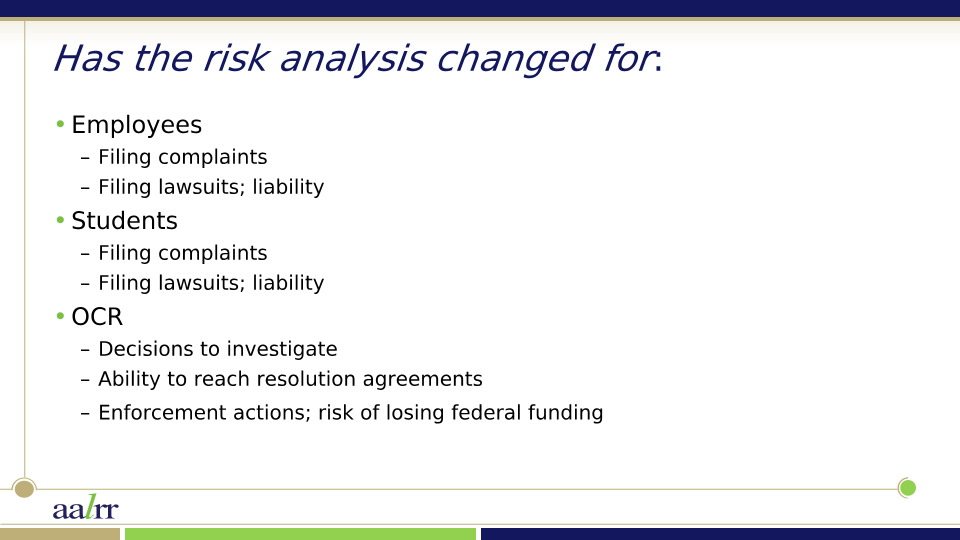 Has the risk analysis changed for:
• Employees
– Filing complaints
– Filing lawsuits; liability
• Students
– Filing complaints
– Filing lawsuits; liability
• OCR
– Decisions to investigate
– Ability to reach resolution agreements
– Enforcement actions; risk of losing federal funding
aalrr